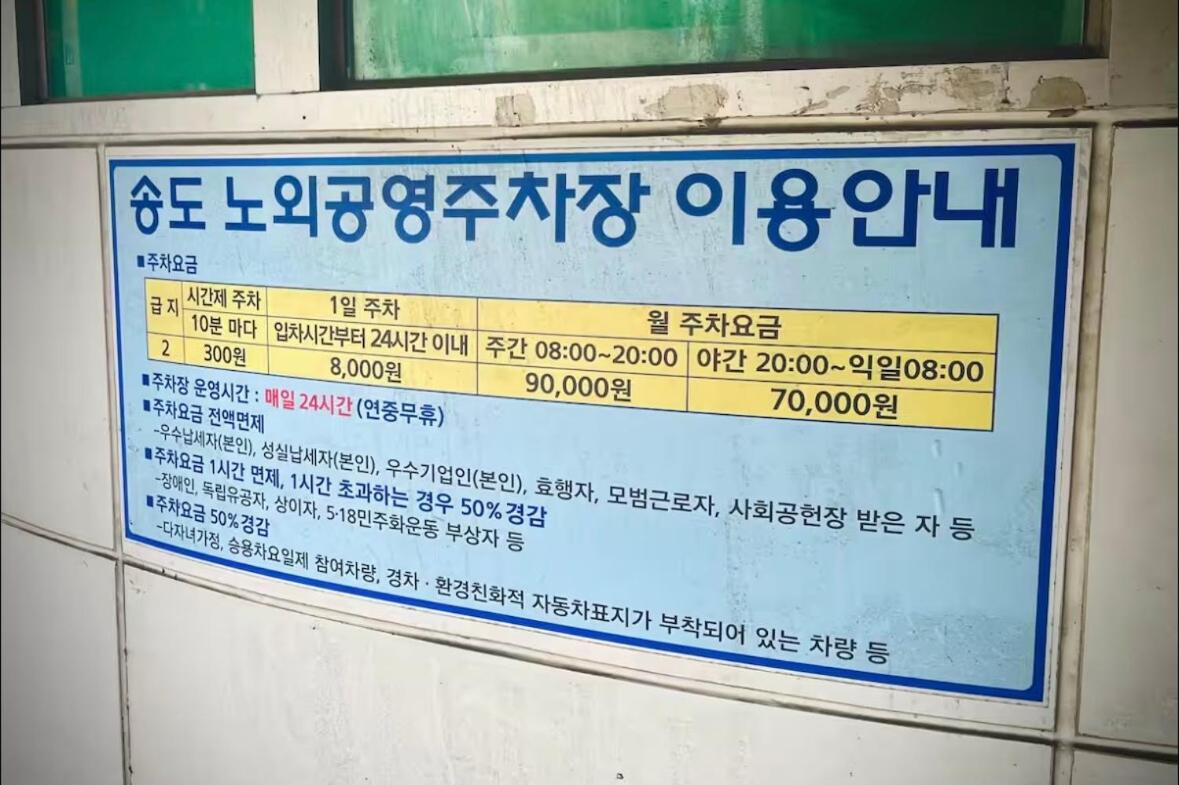 송도 노외공영주차장 이용안내
■주차요금
급 지 시간제 주차 1일 주차 월 주차요금
10분 마다 입차시간부터 24시간 이내 주간 08:00~20:00 야간 20:00~익일08:00
2 300원 8,000원 90,000원 70,000원
■주차장 운영시간 : 매일 24시간 (연중무휴)
■주차요금 전액면제
-우수납세자(본인), 성실납세자(본인), 우수기업인(본인), 효행자, 모범근로자, 사회공헌장 받은 자 등
■주차요금 1시간 면제, 1시간 초과하는 경우 50%경감
-장애인, 독립유공자, 상이자, 5·18민주화운동 부상자 등
■주차요금 50%경감
-다자녀가정, 승용차요일제 참여차량, 경차 · 환경친화적 자동차표지가 부착되어 있는 차량 등